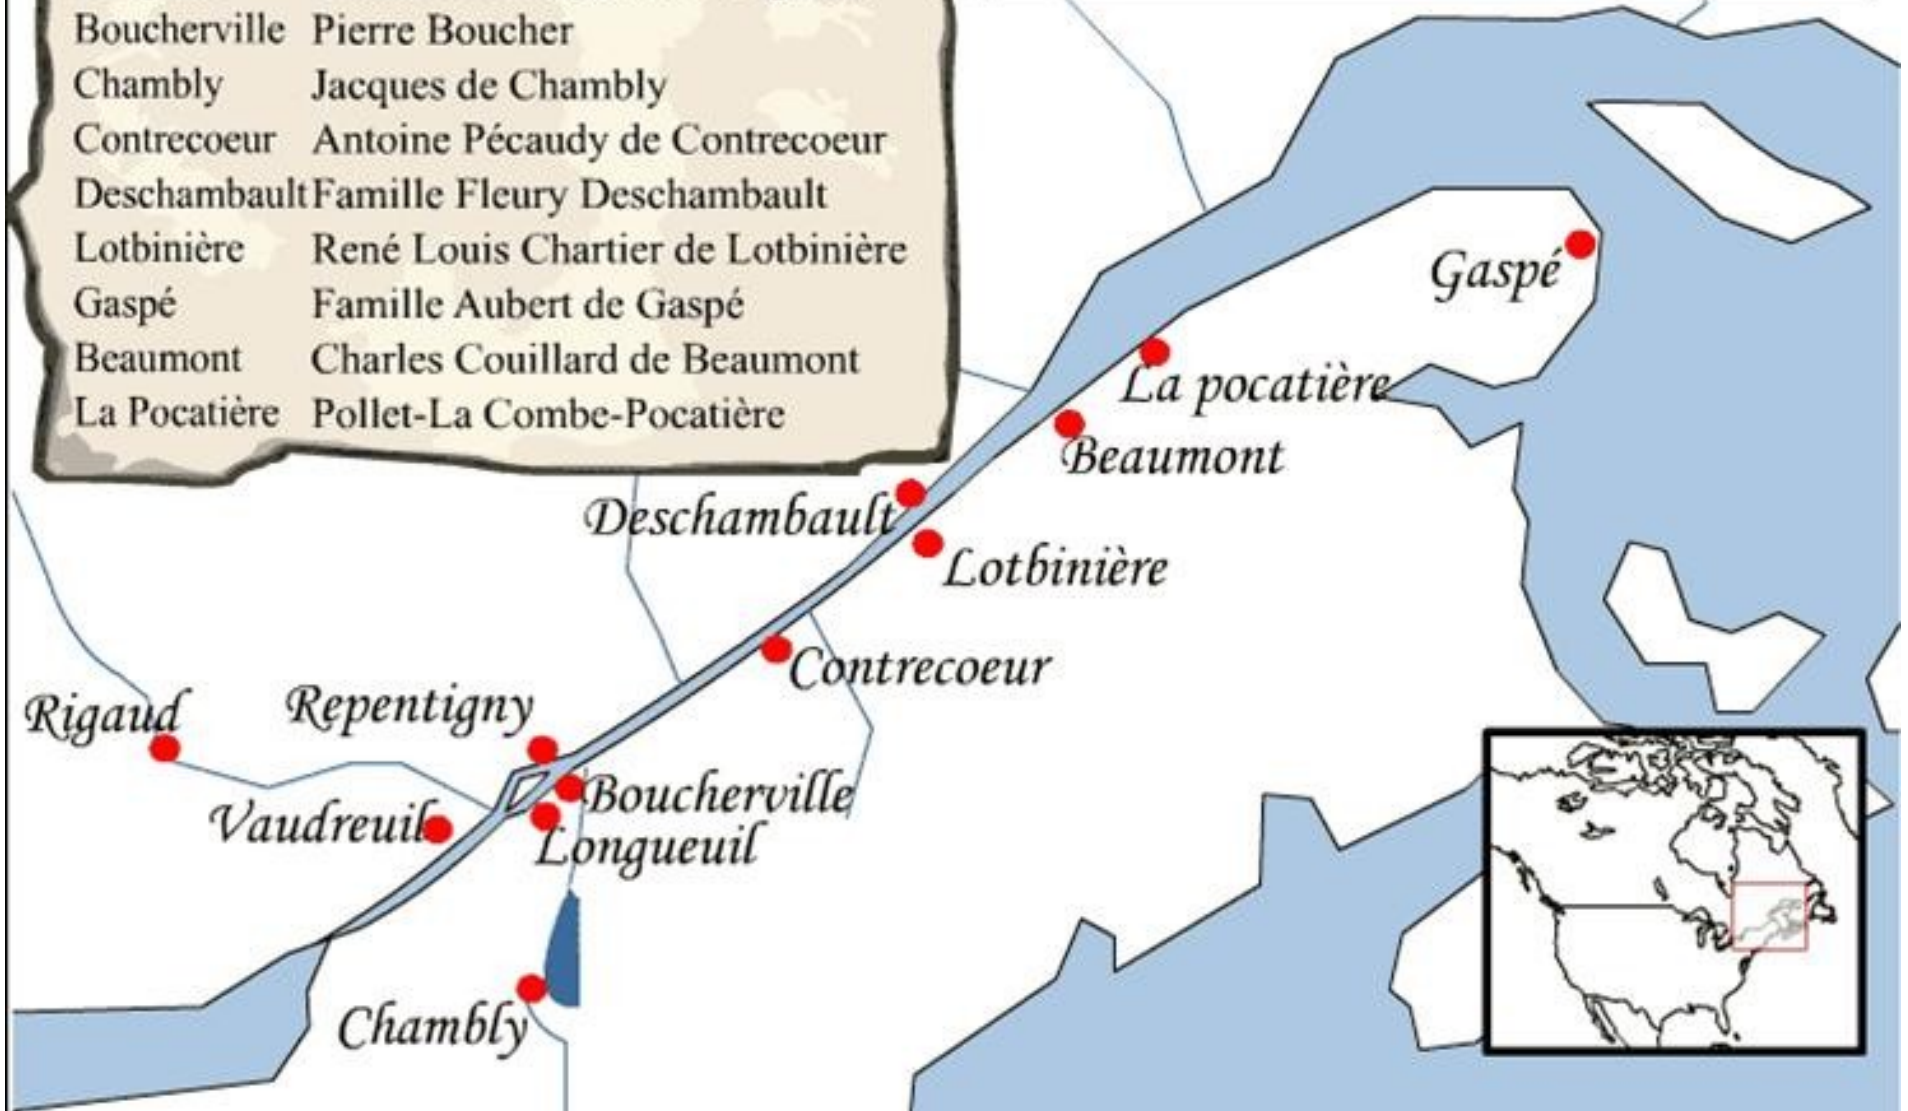 Boucherville Pierre Boucher
Chambly Jacques de Chambly
Contrecoeur Antoine Pécaudy de Contrecoeur
Deschambault Famille Fleury Deschambault
Lotbinière René Louis Chartier de Lotbinière
Gaspé Famille Aubert de Gaspé
Beaumont Charles Couillard de Beaumont
La Pocatière Pollet-La Combe-Pocatière
Gaspé
La pocatière
Beaumont
Deschambault
Lotbinière
Contrecoeur
Rigaud
Repentigny
Boucherville
Vaudreuil
Longueuil
Chambly